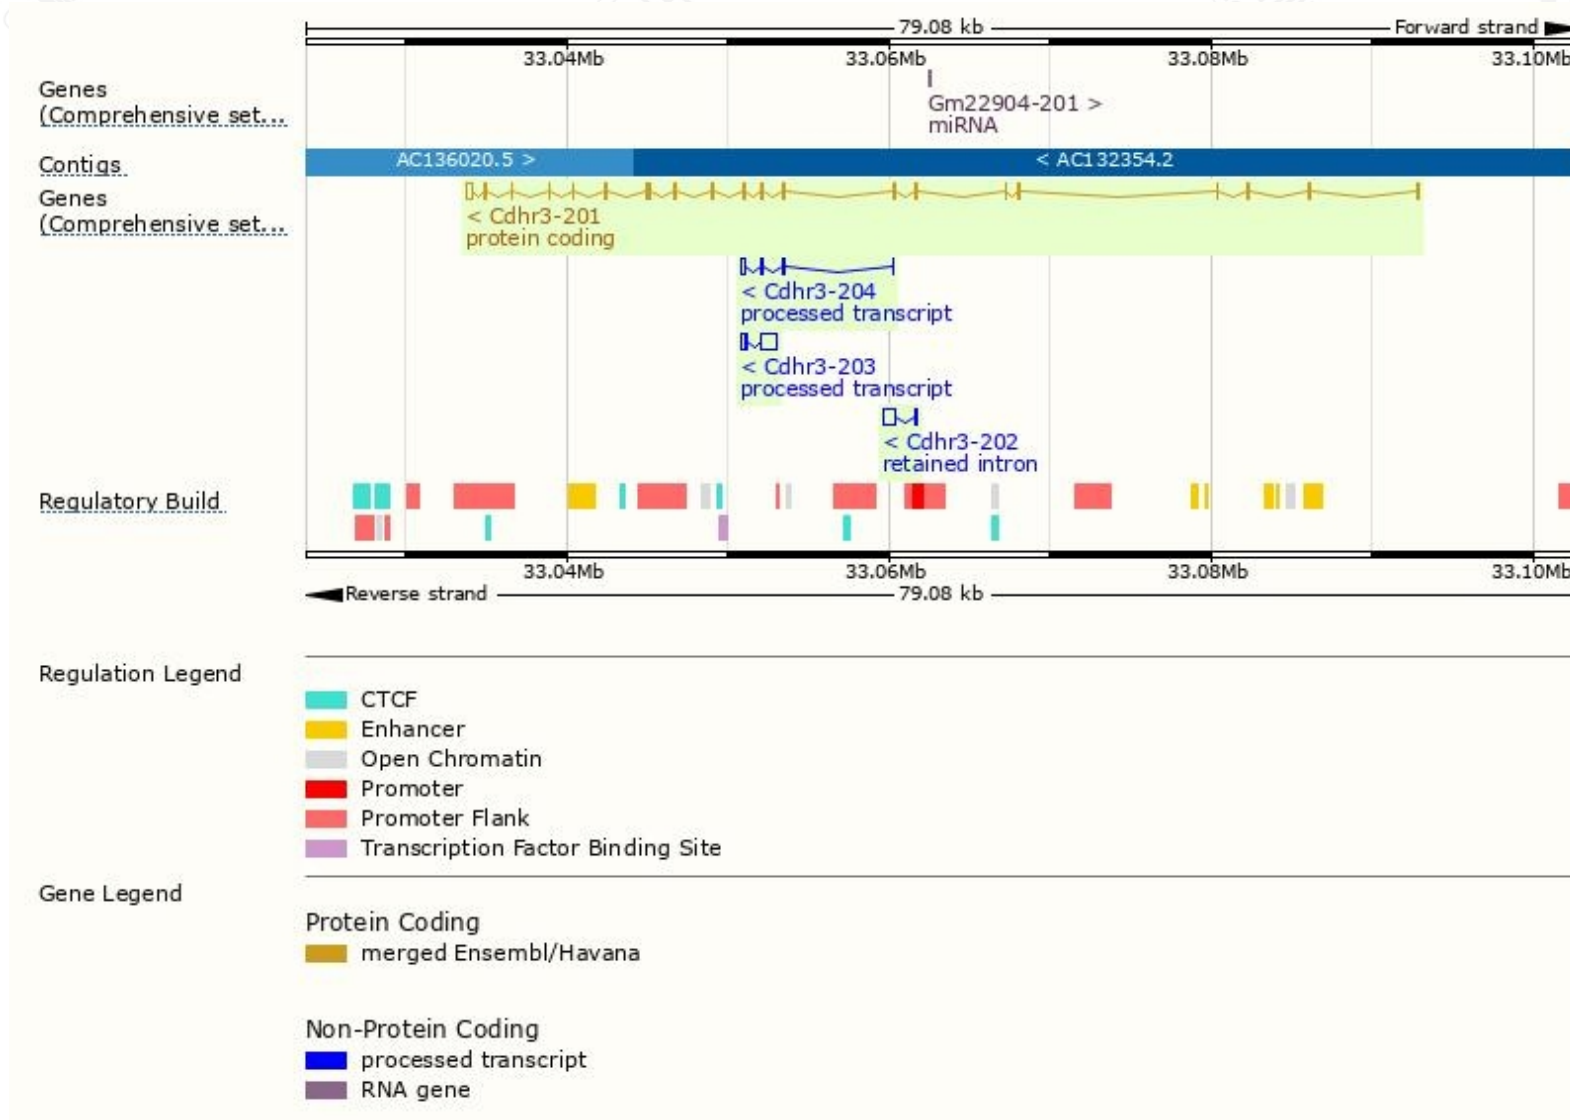 79.08 kb Forward strand
33.04Mb 33.06Mb 33.08Mb 33.10Mb
Genes
(Comprehensive set...
Gm22904-201 >
miRNA
Contigs
AC136020.5 > < AC132354.2
Genes
(Comprehensive set...
< Cdhr3-201
protein coding
< Cdhr3-204
processed transcript
< Cdhr3-203
processed transcript
< Cdhr3-202
retained intron
Regulatory Build
33.04Mb 33.06Mb 33.08Mb 33.10Mb
Reverse strand 79.08 kb
Regulation Legend
CTCF
Enhancer
Open Chromatin
Promoter
Promoter Flank
Transcription Factor Binding Site
Gene Legend
Protein Coding
merged Ensembl/Havana
Non-Protein Coding
processed transcript
RNA gene